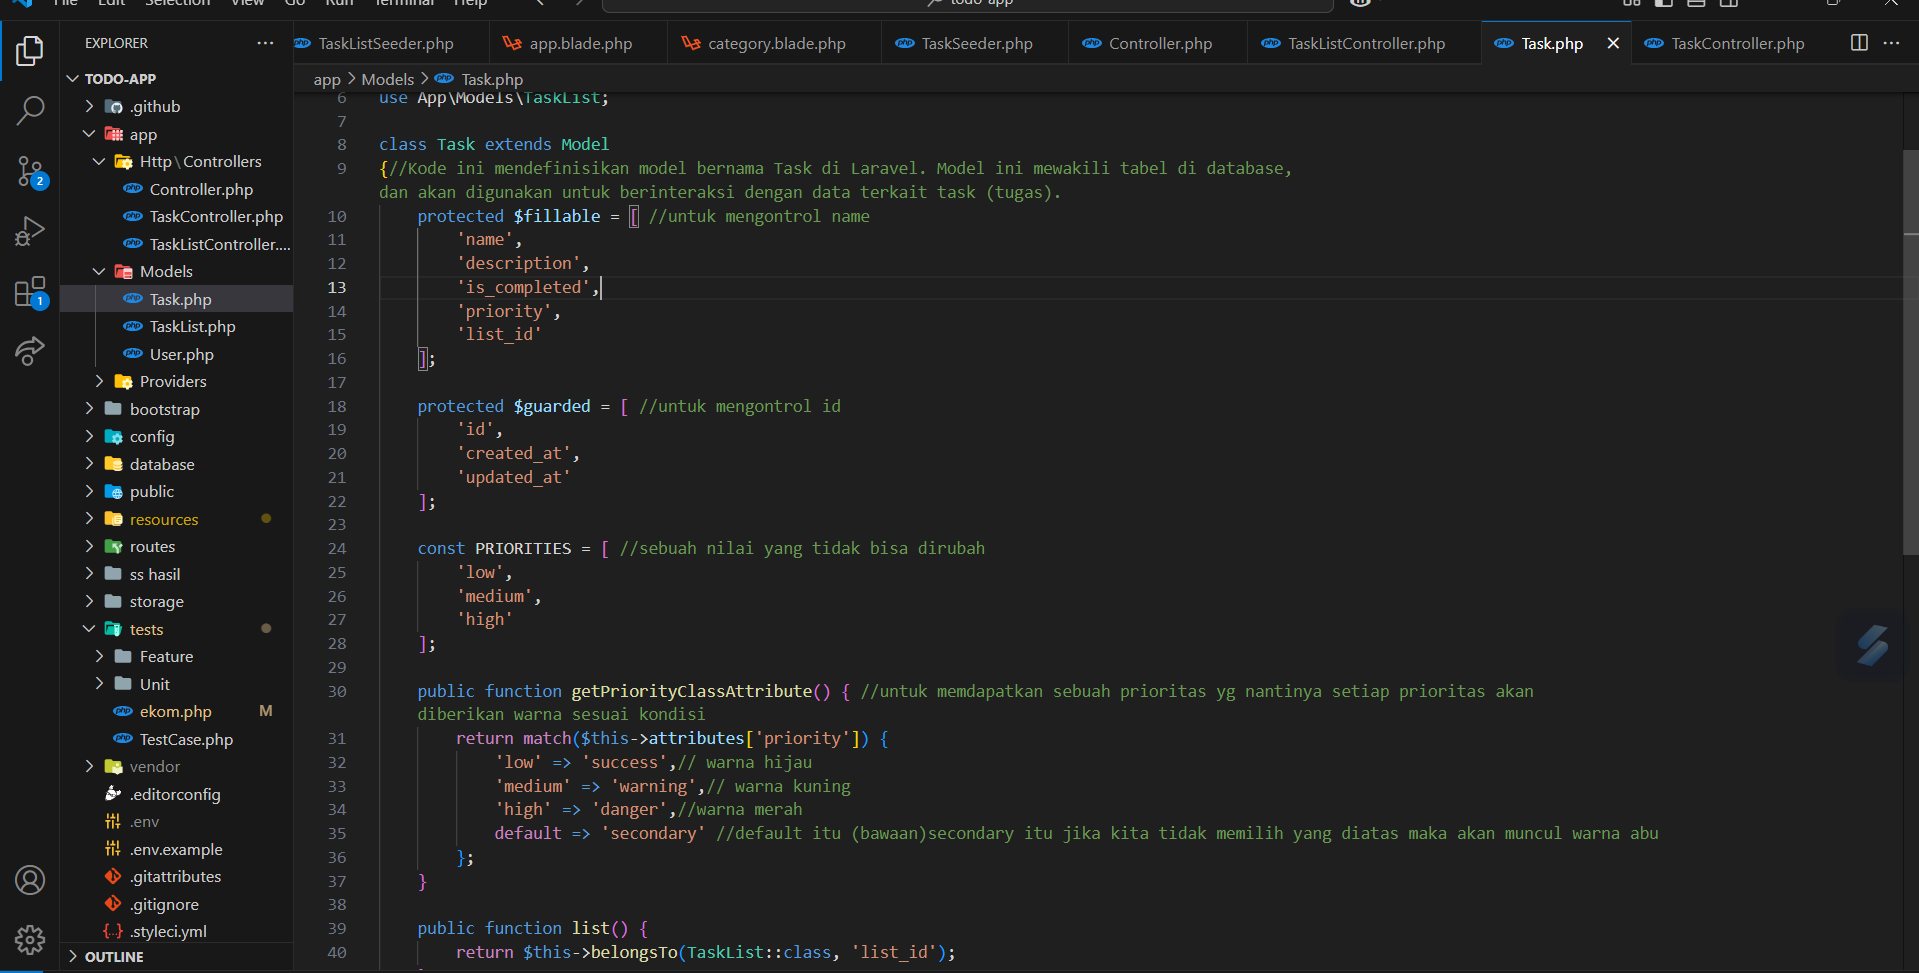 File Edit Selection View Go Run Terminal Help
todo-app
EXPLORER
TaskListSeeder.php
app.blade.php
category.blade.php
TaskSeeder.php
Controller.php
TaskListController.php
Task.php
TaskController.php
TODO-APP
.github
app
Http\Controllers
Controller.php
TaskController.php
TaskListController....
Models
Task.php
TaskList.php
User.php
Providers
bootstrap
config
database
public
resources
routes
ss hasil
storage
tests
Feature
Unit
ekom.php M
TestCase.php
vendor
.editorconfig
.env
.env.example
.gitattributes
.gitignore
.styleci.yml
OUTLINE
2
1
app > Models > Task.php
6 use App\Models\TaskList;
7
8 class Task extends Model
9 {//Kode ini mendefinisikan model bernama Task di Laravel. Model ini mewakili tabel di database,
dan akan digunakan untuk berinteraksi dengan data terkait task (tugas).
10 protected $fillable = [ //untuk mengontrol name
11 'name',
12 'description',
13 'is_completed',
14 'priority',
15 'list_id'
16 ];
17
18 protected $guarded = [ //untuk mengontrol id
19 'id',
20 'created_at',
21 'updated_at'
22 ];
23
24 const PRIORITIES = [ //sebuah nilai yang tidak bisa dirubah
25 'low',
26 'medium',
27 'high'
28 ];
29
30 public function getPriorityClassAttribute() { //untuk memdapatkan sebuah prioritas yg nantinya setiap prioritas akan
diberikan warna sesuai kondisi
31 return match($this->attributes['priority']) {
32 'low' => 'success',// warna hijau
33 'medium' => 'warning',// warna kuning
34 'high' => 'danger',//warna merah
35 default => 'secondary' //default itu (bawaan)secondary itu jika kita tidak memilih yang diatas maka akan muncul warna abu
36 };
37 }
38
39 public function list() {
40 return $this->belongsTo(TaskList::class, 'list_id');